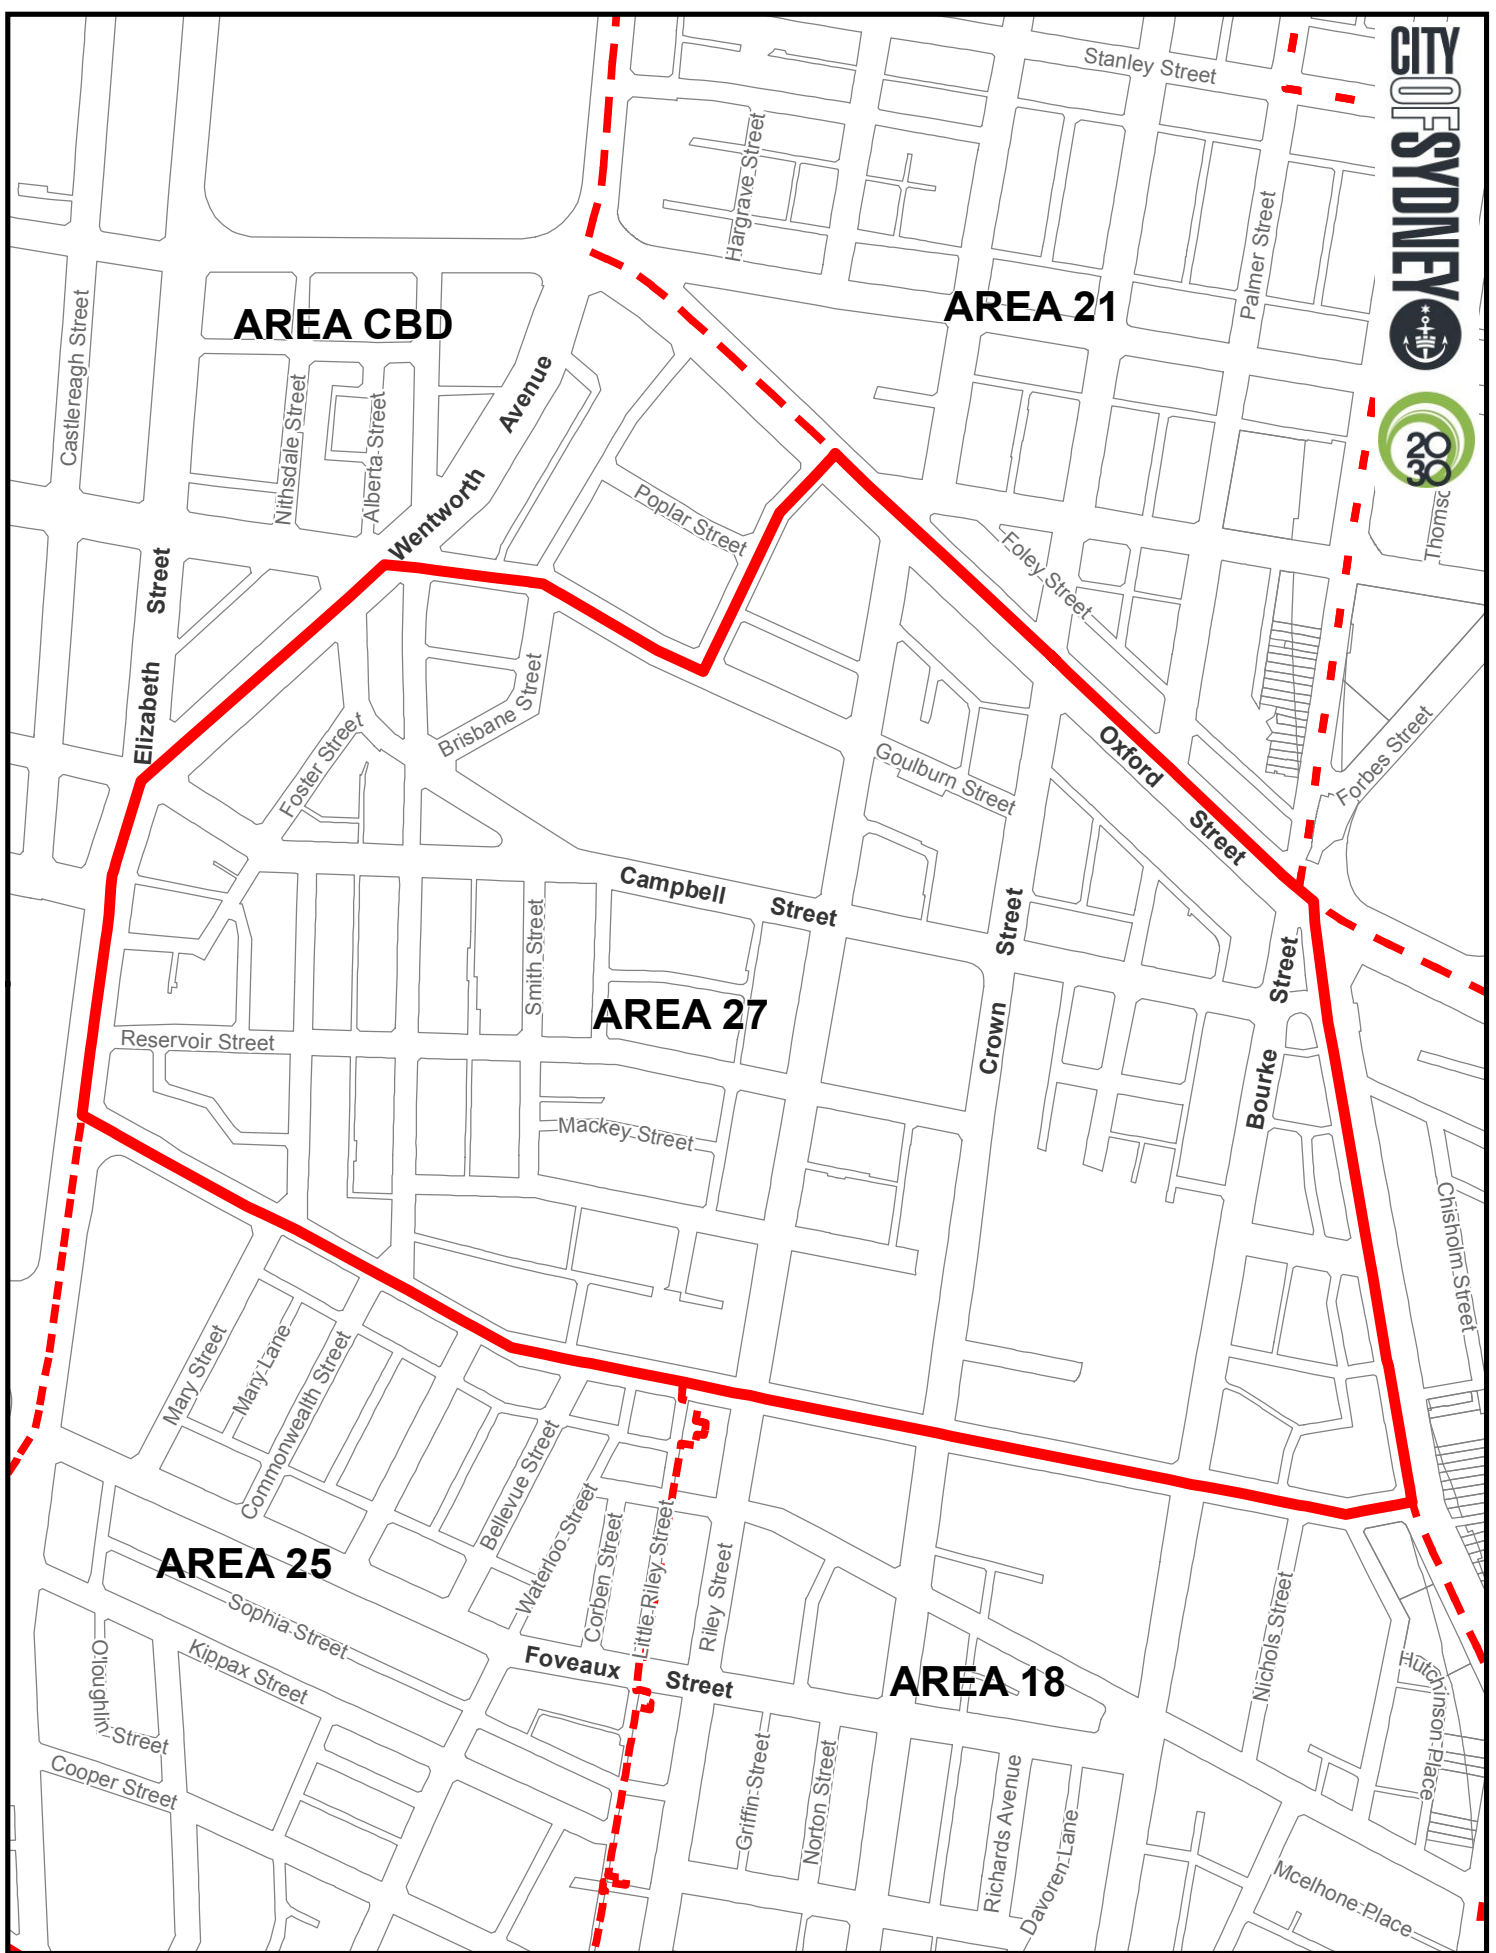 Stanley Street
CITYOFSYDNEY
Hargrave Street
Palmer Street
AREA CBD
AREA 21
Castlereagh Street
Nithsdale Street
Alberta Street
Wentworth Avenue
2030
Poplar Street
Foley Street
Elizabeth Street
Brisbane Street
Foster Street
Goulburn Street
Oxford Street
Forbes Street
Campbell Street
Smith Street
Crown Street
Bourke Street
AREA 27
Reservoir Street
Mackey Street
Chisholm Street
Mary Street
Mary Lane
Commonwealth Street
Bellevue Street
Waterloo Street
Corben Street
Little Riley Street
Riley Street
AREA 25
Sophia Street
Kippax Street
O'loughlin Street
Cooper Street
Foveaux Street
AREA 18
Nichols Street
Hutchinson Place
Griffin Street
Norton Street
Richards Avenue
Davoren Lane
Mcelhone Place